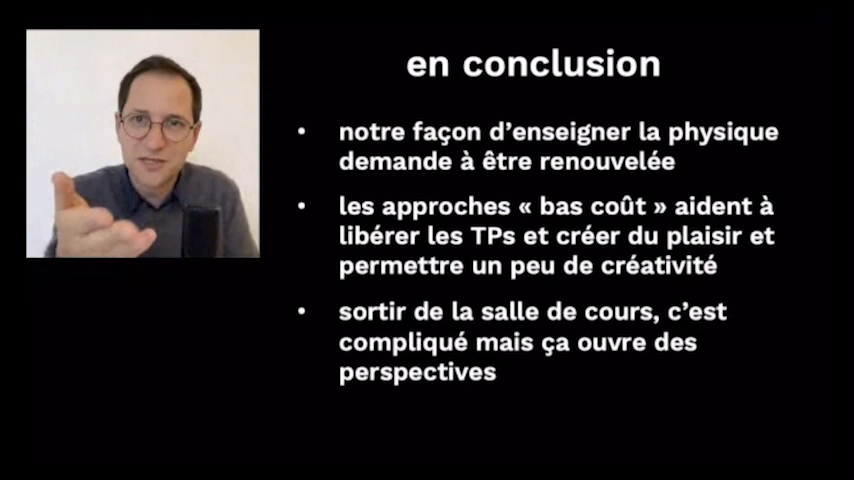 en conclusion
• notre façon d’enseigner la physique
demande à être renouvelée
• les approches « bas coût » aident à
libérer les TPs et créer du plaisir et
permettre un peu de créativité
• sortir de la salle de cours, c’est
compliqué mais ça ouvre des
perspectives